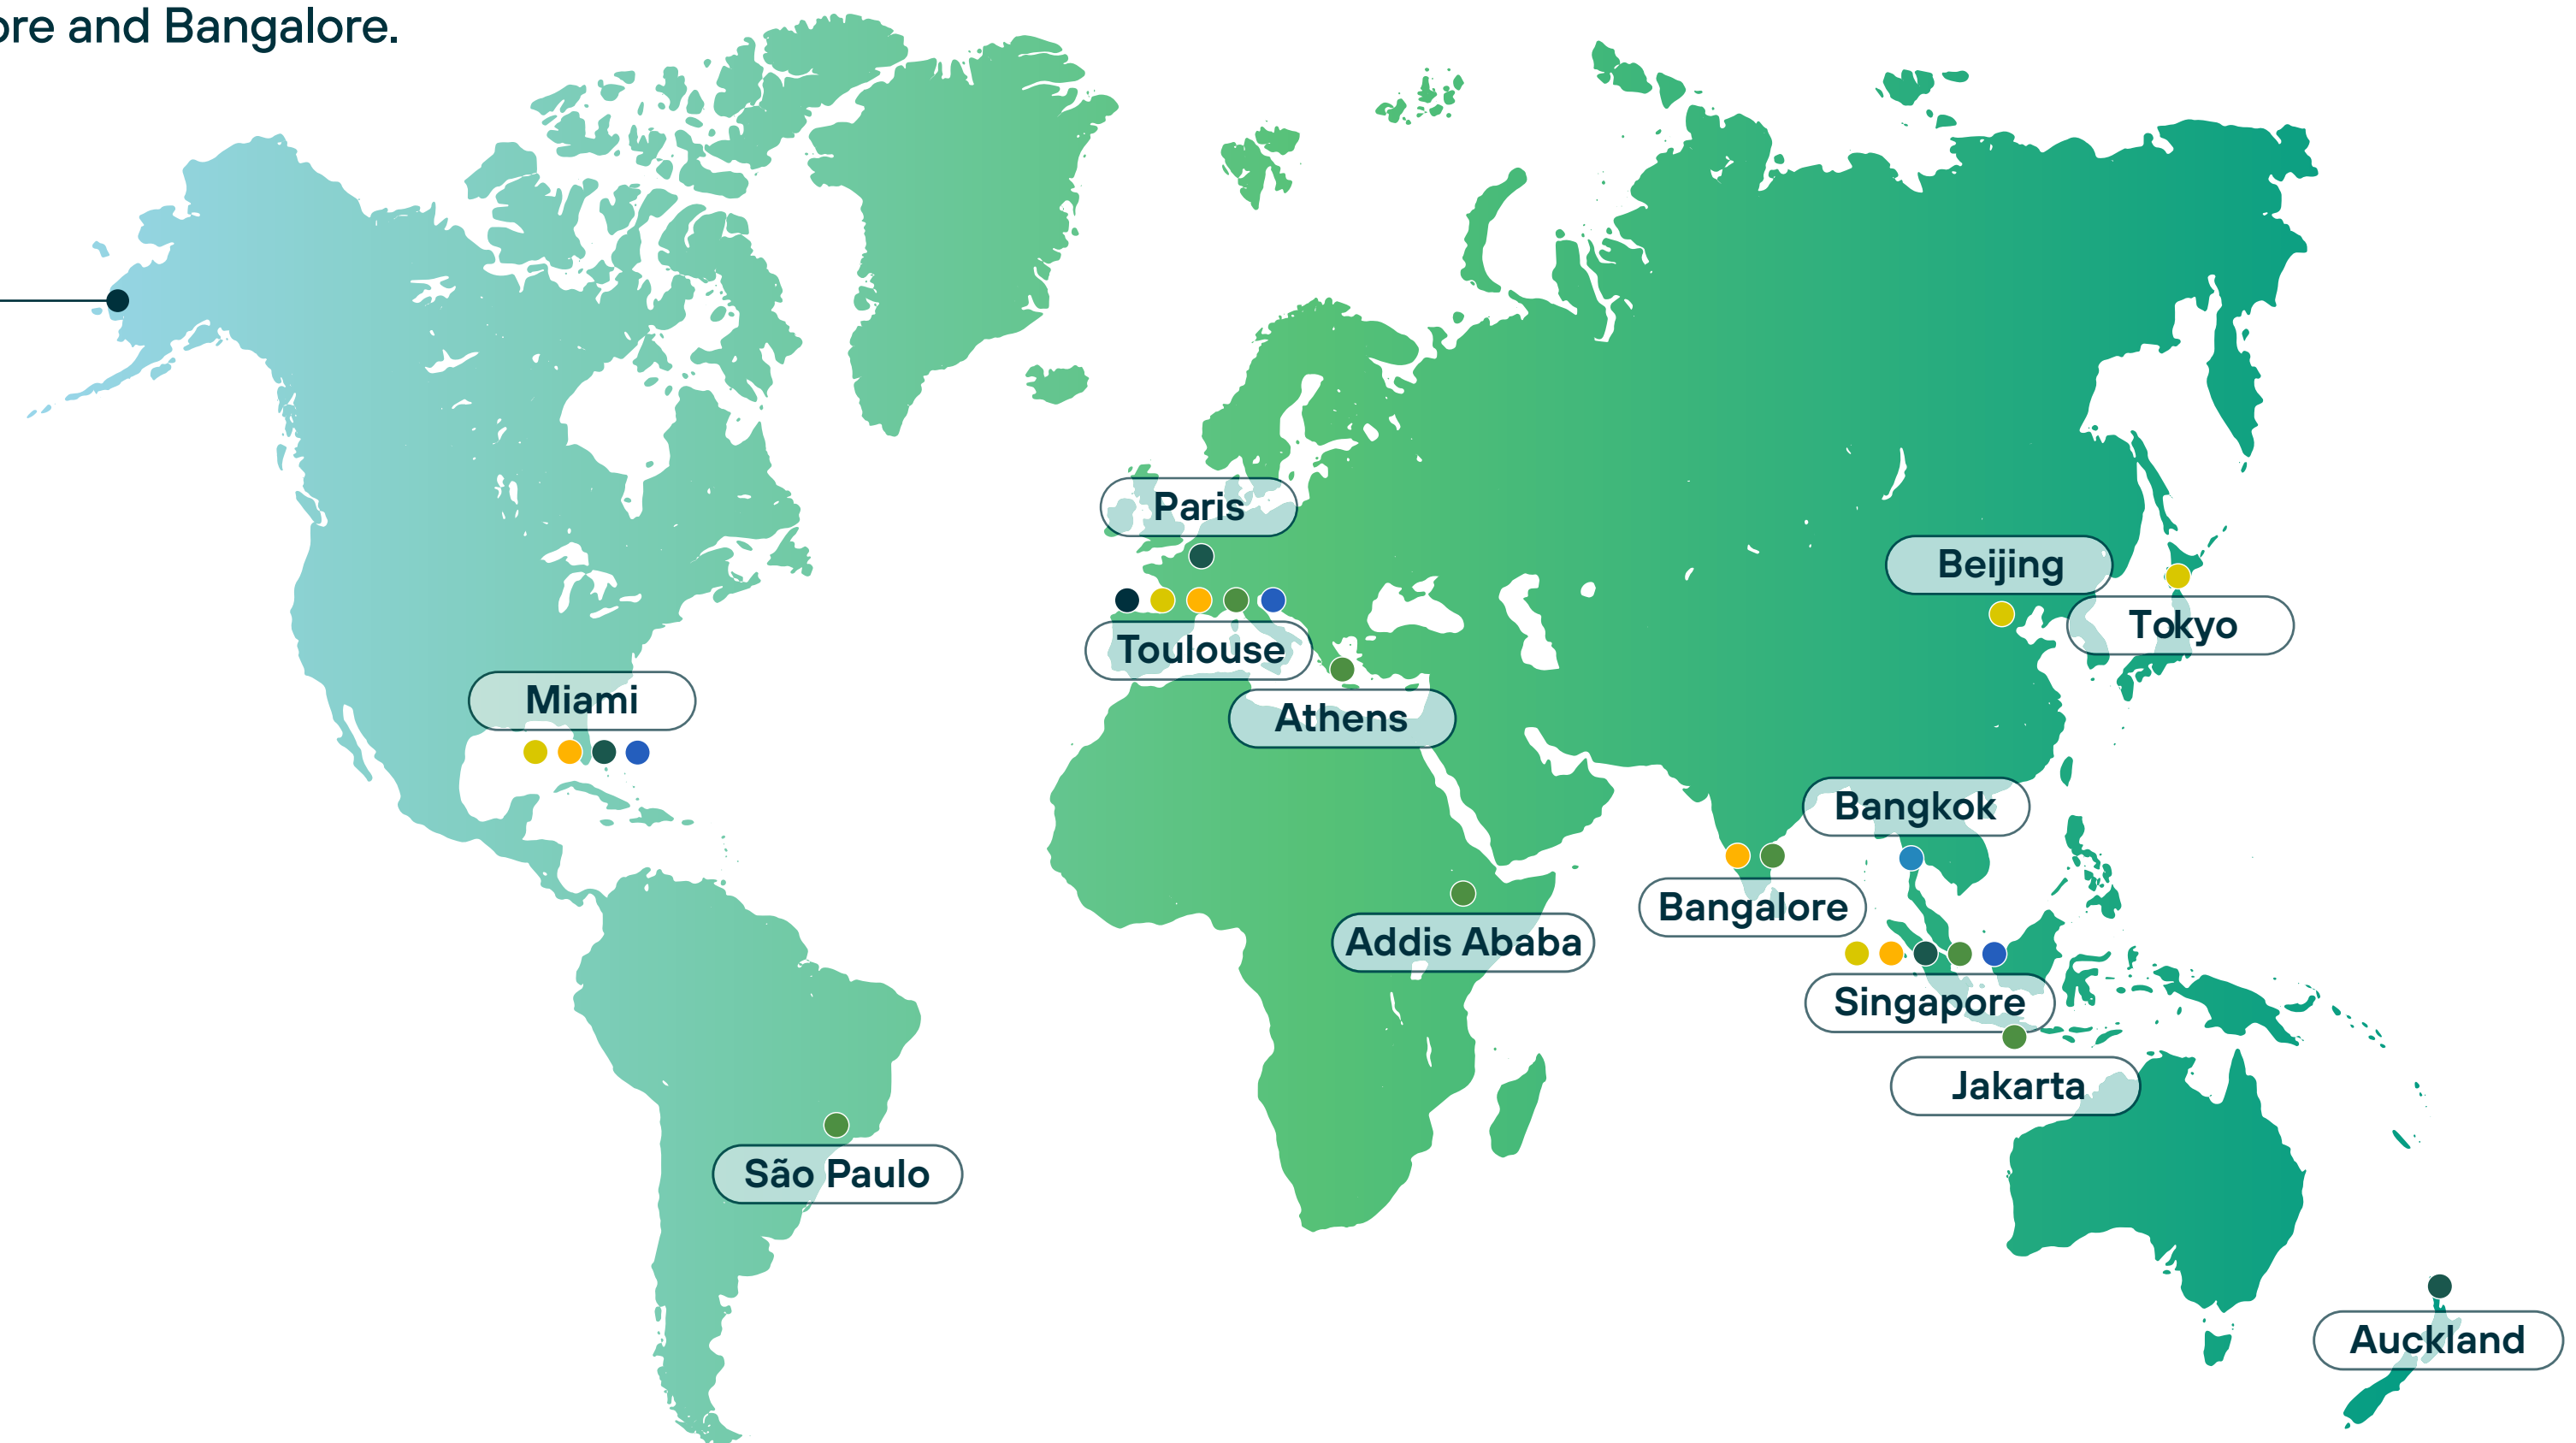 ore and Bangalore.
Paris
Beijing
Tokyo
Toulouse
Miami
Athens
Bangkok
Bangalore
Addis Ababa
Singapore
Jakarta
São Paulo
Auckland